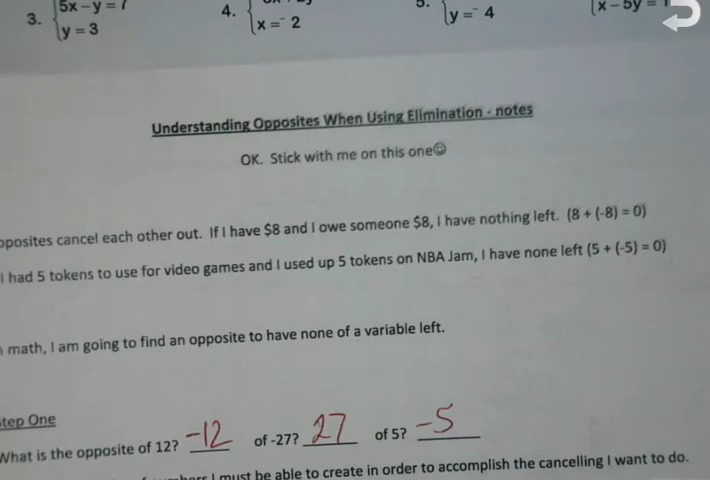 3. 5x – y = 7 4. 5. x – 5y =
y = 3 x = ⁻2 y = ⁻4
Understanding Opposites When Using Elimination - notes
OK. Stick with me on this one☺
pposites cancel each other out. If I have $8 and I owe someone $8, I have nothing left. (8 + (-8) = 0)
I had 5 tokens to use for video games and I used up 5 tokens on NBA Jam, I have none left (5 + (-5) = 0)
math, I am going to find an opposite to have none of a variable left.
Step One
What is the opposite of 12? -12 of -27? 27 of 5? -5
I must be able to create in order to accomplish the cancelling I want to do.